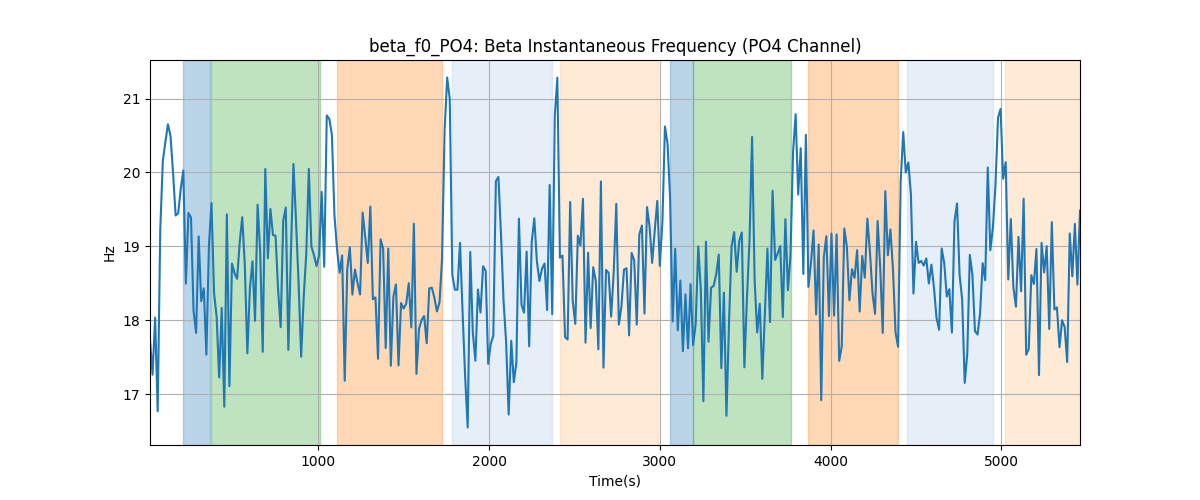 beta_f0_PO4: Beta Instantaneous Frequency (PO4 Channel)
Hz
21
20
19
18
17
1000 2000 3000 4000 5000
Time(s)